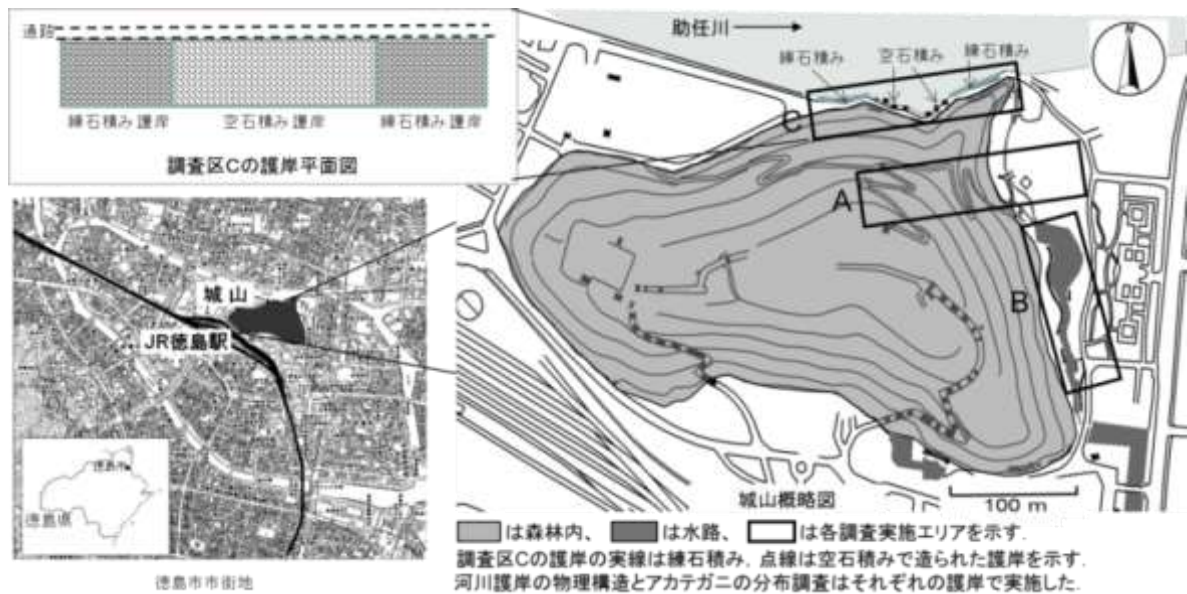 通路
練石積み護岸 空石積み護岸 練石積み護岸
調査区Cの護岸平面図
助任川
練石積み 空石積み 練石積み
N
C
A
B
城山
JR徳島駅
徳島市
徳島県
徳島市市街地
城山概略図
100 m
は森林内、 は水路、 は各調査実施エリアを示す.
調査区Cの護岸の実線は練石積み, 点線は空石積みで造られた護岸を示す.
河川護岸の物理構造とアカテガニの分布調査はそれぞれの護岸で実施した.